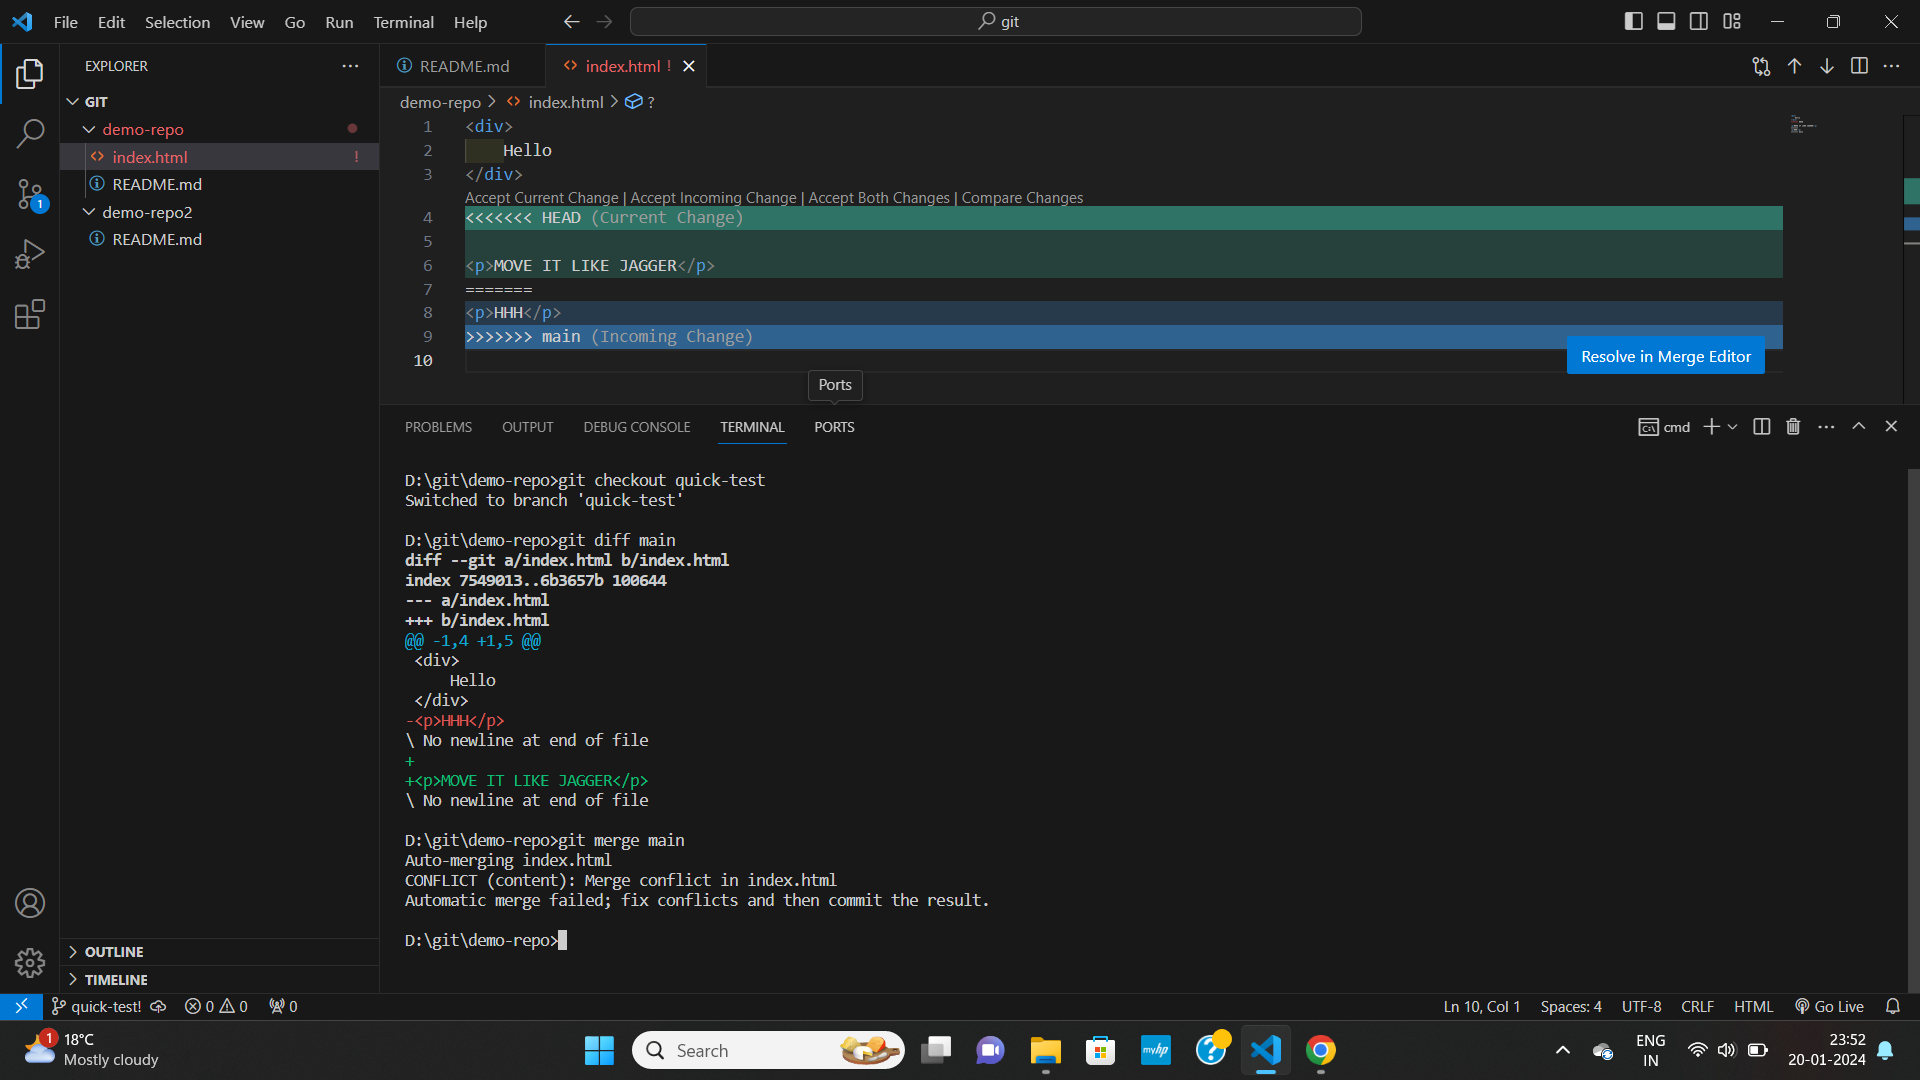 File Edit Selection View Go Run Terminal Help
git
EXPLORER
GIT
demo-repo
index.html !
README.md
demo-repo2
README.md
OUTLINE
TIMELINE
README.md
index.html !
demo-repo > index.html > ?
1 <div>
2 Hello
3 </div>
Accept Current Change | Accept Incoming Change | Accept Both Changes | Compare Changes
4 <<<<<<< HEAD (Current Change)
5
6 <p>MOVE IT LIKE JAGGER</p>
7 =======
8 <p>HHH</p>
9 >>>>>>> main (Incoming Change)
10
Resolve in Merge Editor
Ports
PROBLEMS OUTPUT DEBUG CONSOLE TERMINAL PORTS
cmd
D:\git\demo-repo>git checkout quick-test
Switched to branch 'quick-test'
D:\git\demo-repo>git diff main
diff --git a/index.html b/index.html
index 7549013..6b3657b 100644
--- a/index.html
+++ b/index.html
@@ -1,4 +1,5 @@
<div>
Hello
</div>
-<p>HHH</p>
\ No newline at end of file
+
+<p>MOVE IT LIKE JAGGER</p>
\ No newline at end of file
D:\git\demo-repo>git merge main
Auto-merging index.html
CONFLICT (content): Merge conflict in index.html
Automatic merge failed; fix conflicts and then commit the result.
D:\git\demo-repo>
1
quick-test! 0 0 0
Ln 10, Col 1 Spaces: 4 UTF-8 CRLF HTML Go Live
1
18°C
Mostly cloudy
Search
myhp
ENG
IN
23:52
20-01-2024